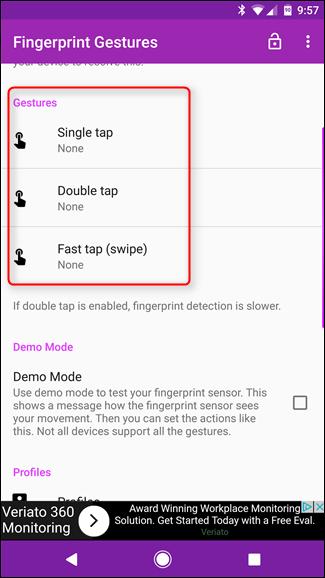 9:57
Fingerprint Gestures
your device to resolve this.
Gestures
Single tap
None
Double tap
None
Fast tap (swipe)
None
If double tap is enabled, fingerprint detection is slower.
Demo Mode
Demo Mode
Use demo mode to test your fingerprint sensor. This
shows a message how the fingerprint sensor sees
your movement. Then you can set the actions like
this. Not all devices support all the gestures.
Profiles
Profiles
Veriato 360
Monitoring
Award Winning Workplace Monitoring
Solution. Get Started Today with a Free Eval.
Veriato